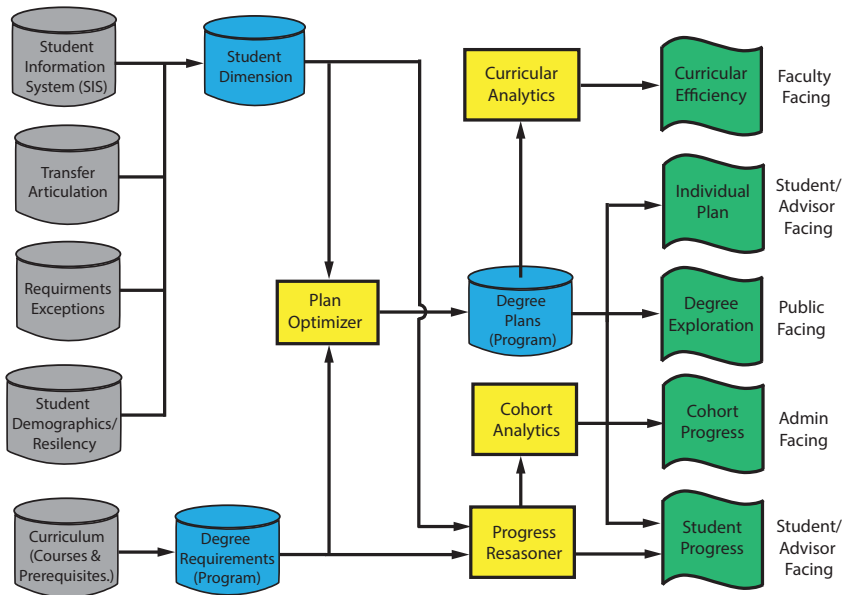 Student
Information
System (SIS)
Transfer
Articulation
Requirments
Exceptions
Student
Demographics/
Resilency
Curriculum
(Courses &
Prerequisites.)
Student
Dimension
Degree
Requirements
(Program)
Plan
Optimizer
Curricular
Analytics
Degree
Plans
(Program)
Cohort
Analytics
Progress
Resasoner
Curricular
Efficiency
Faculty
Facing
Individual
Plan
Student/
Advisor
Facing
Degree
Exploration
Public
Facing
Cohort
Progress
Admin
Facing
Student
Progress
Student/
Advisor
Facing